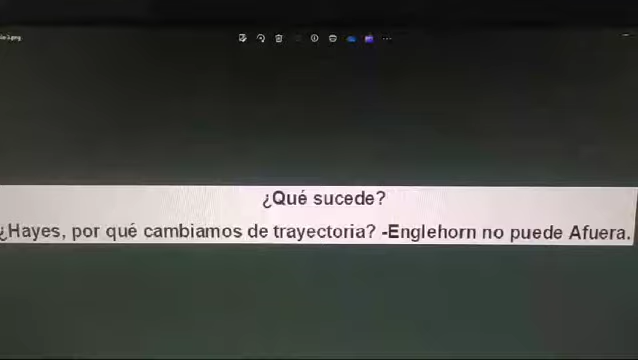 ¿Qué sucede?
¿Hayes, por qué cambiamos de trayectoria? -Englehorn no puede Afuera.